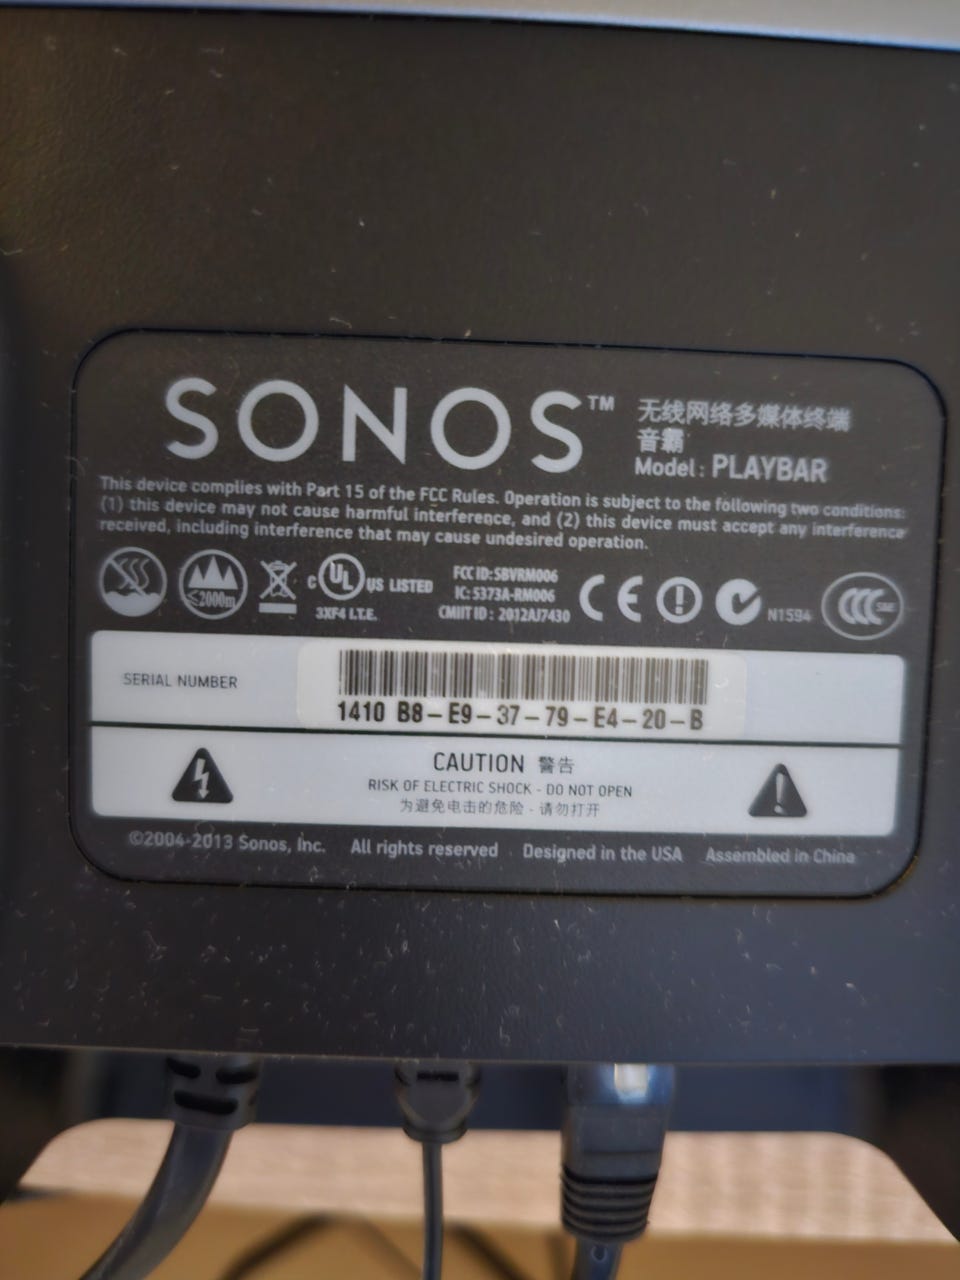 SONOS™
无线网络多媒体终端
音霸
Model: PLAYBAR
This device complies with Part 15 of the FCC Rules. Operation is subject to the following two conditions:
(1) this device may not cause harmful interference, and (2) this device must accept any interference
received, including interference that may cause undesired operation.
≤2000m
C UL US LISTED
3XF4 I.T.E.
FCC ID: SBVRM006
IC: 5373A-RM006
CMIIT ID: 2012AJ7430
CE
N1594
CCC S&E
SERIAL NUMBER
1410 B8-E9-37-79-E4-20-B
CAUTION 警告
RISK OF ELECTRIC SHOCK - DO NOT OPEN
为避免电击的危险 - 请勿打开
©2004-2013 Sonos, Inc. All rights reserved Designed in the USA Assembled in China